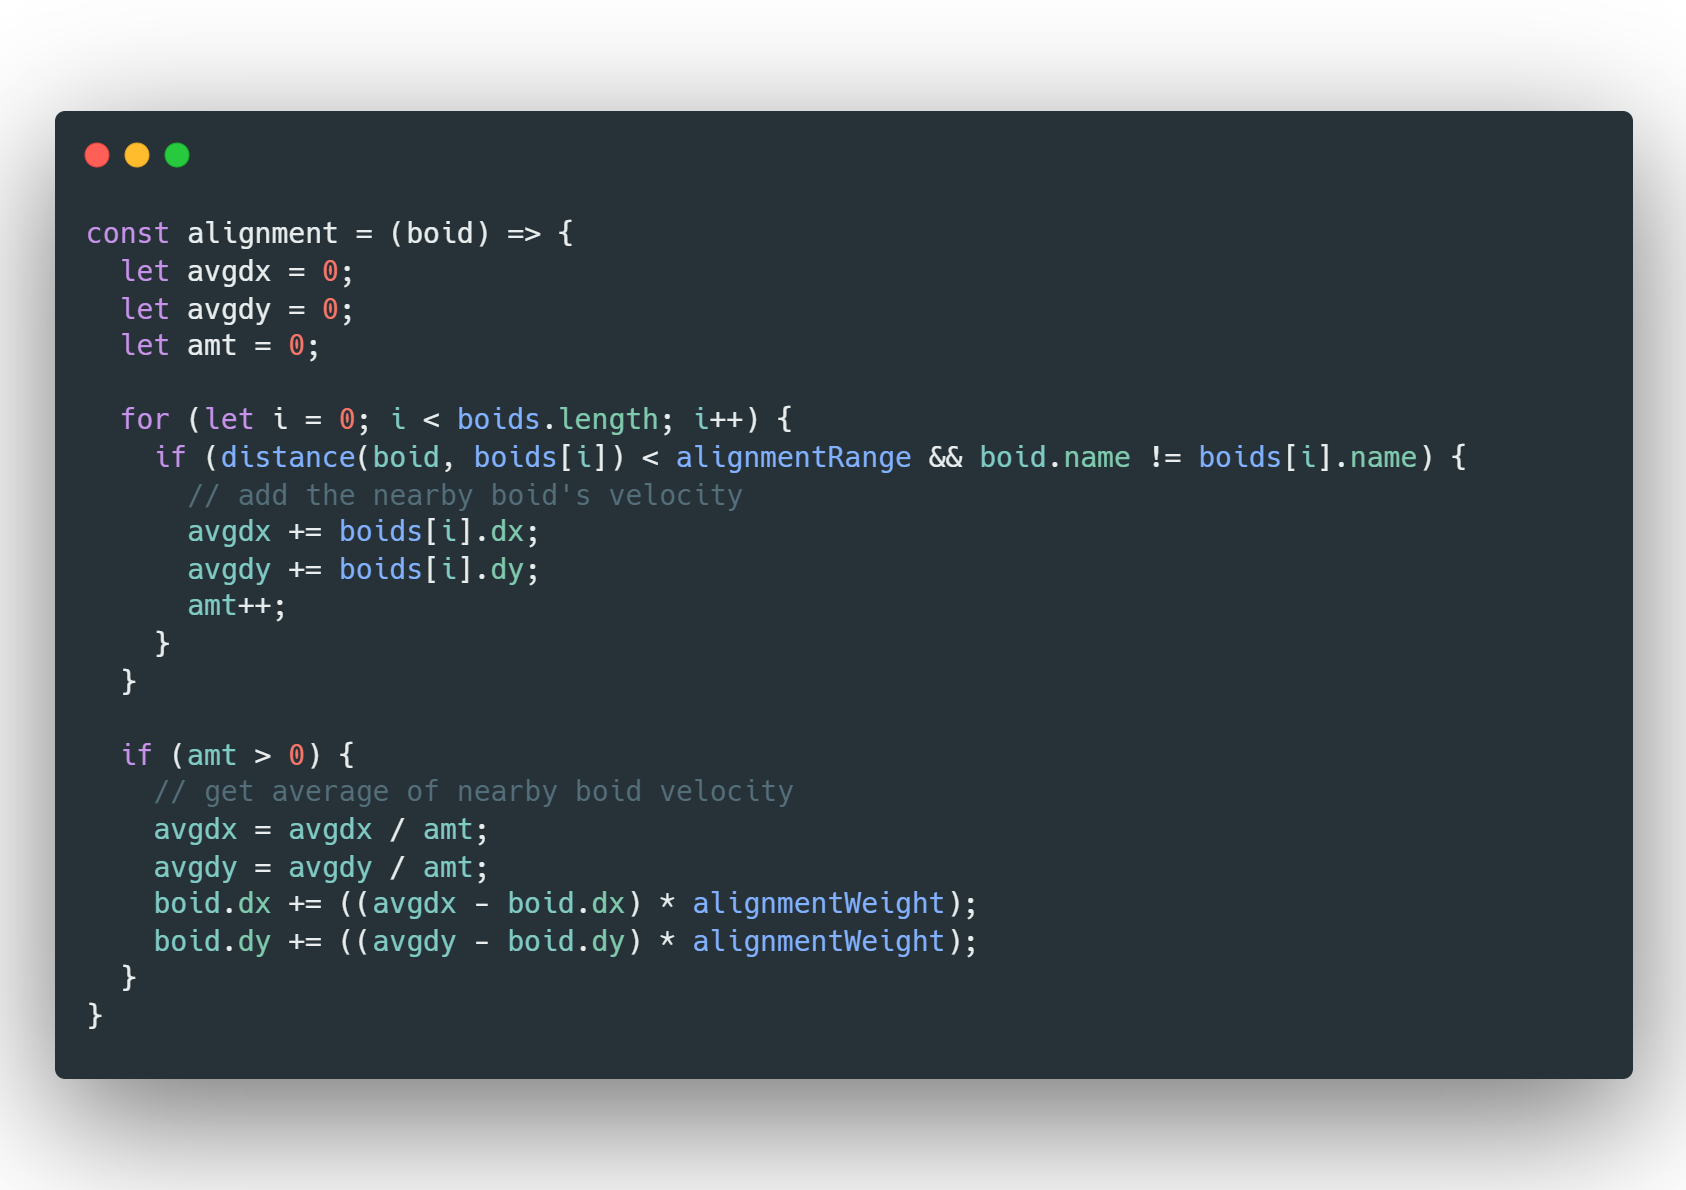 const alignment = (boid) => {
  let avgdx = 0;
  let avgdy = 0;
  let amt = 0;

  for (let i = 0; i < boids.length; i++) {
    if (distance(boid, boids[i]) < alignmentRange && boid.name != boids[i].name) {
      // add the nearby boid's velocity
      avgdx += boids[i].dx;
      avgdy += boids[i].dy;
      amt++;
    }
  }

  if (amt > 0) {
    // get average of nearby boid velocity
    avgdx = avgdx / amt;
    avgdy = avgdy / amt;
    boid.dx += ((avgdx - boid.dx) * alignmentWeight);
    boid.dy += ((avgdy - boid.dy) * alignmentWeight);
  }
}